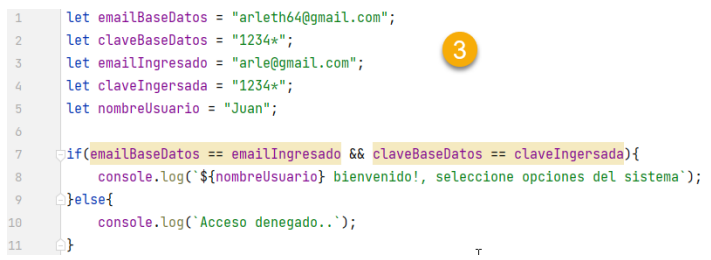 1 let emailBaseDatos = "arleth64@gmail.com";
2 let claveBaseDatos = "1234*";
3 let emailIngresado = "arle@gmail.com";
4 let claveIngersada = "1234*";
5 let nombreUsuario = "Juan";
6
7 if(emailBaseDatos == emailIngresado && claveBaseDatos == claveIngersada){
8     console.log(`${nombreUsuario} bienvenido!, seleccione opciones del sistema`);
9 }else{
10     console.log(`Acceso denegado..`);
11 }
3